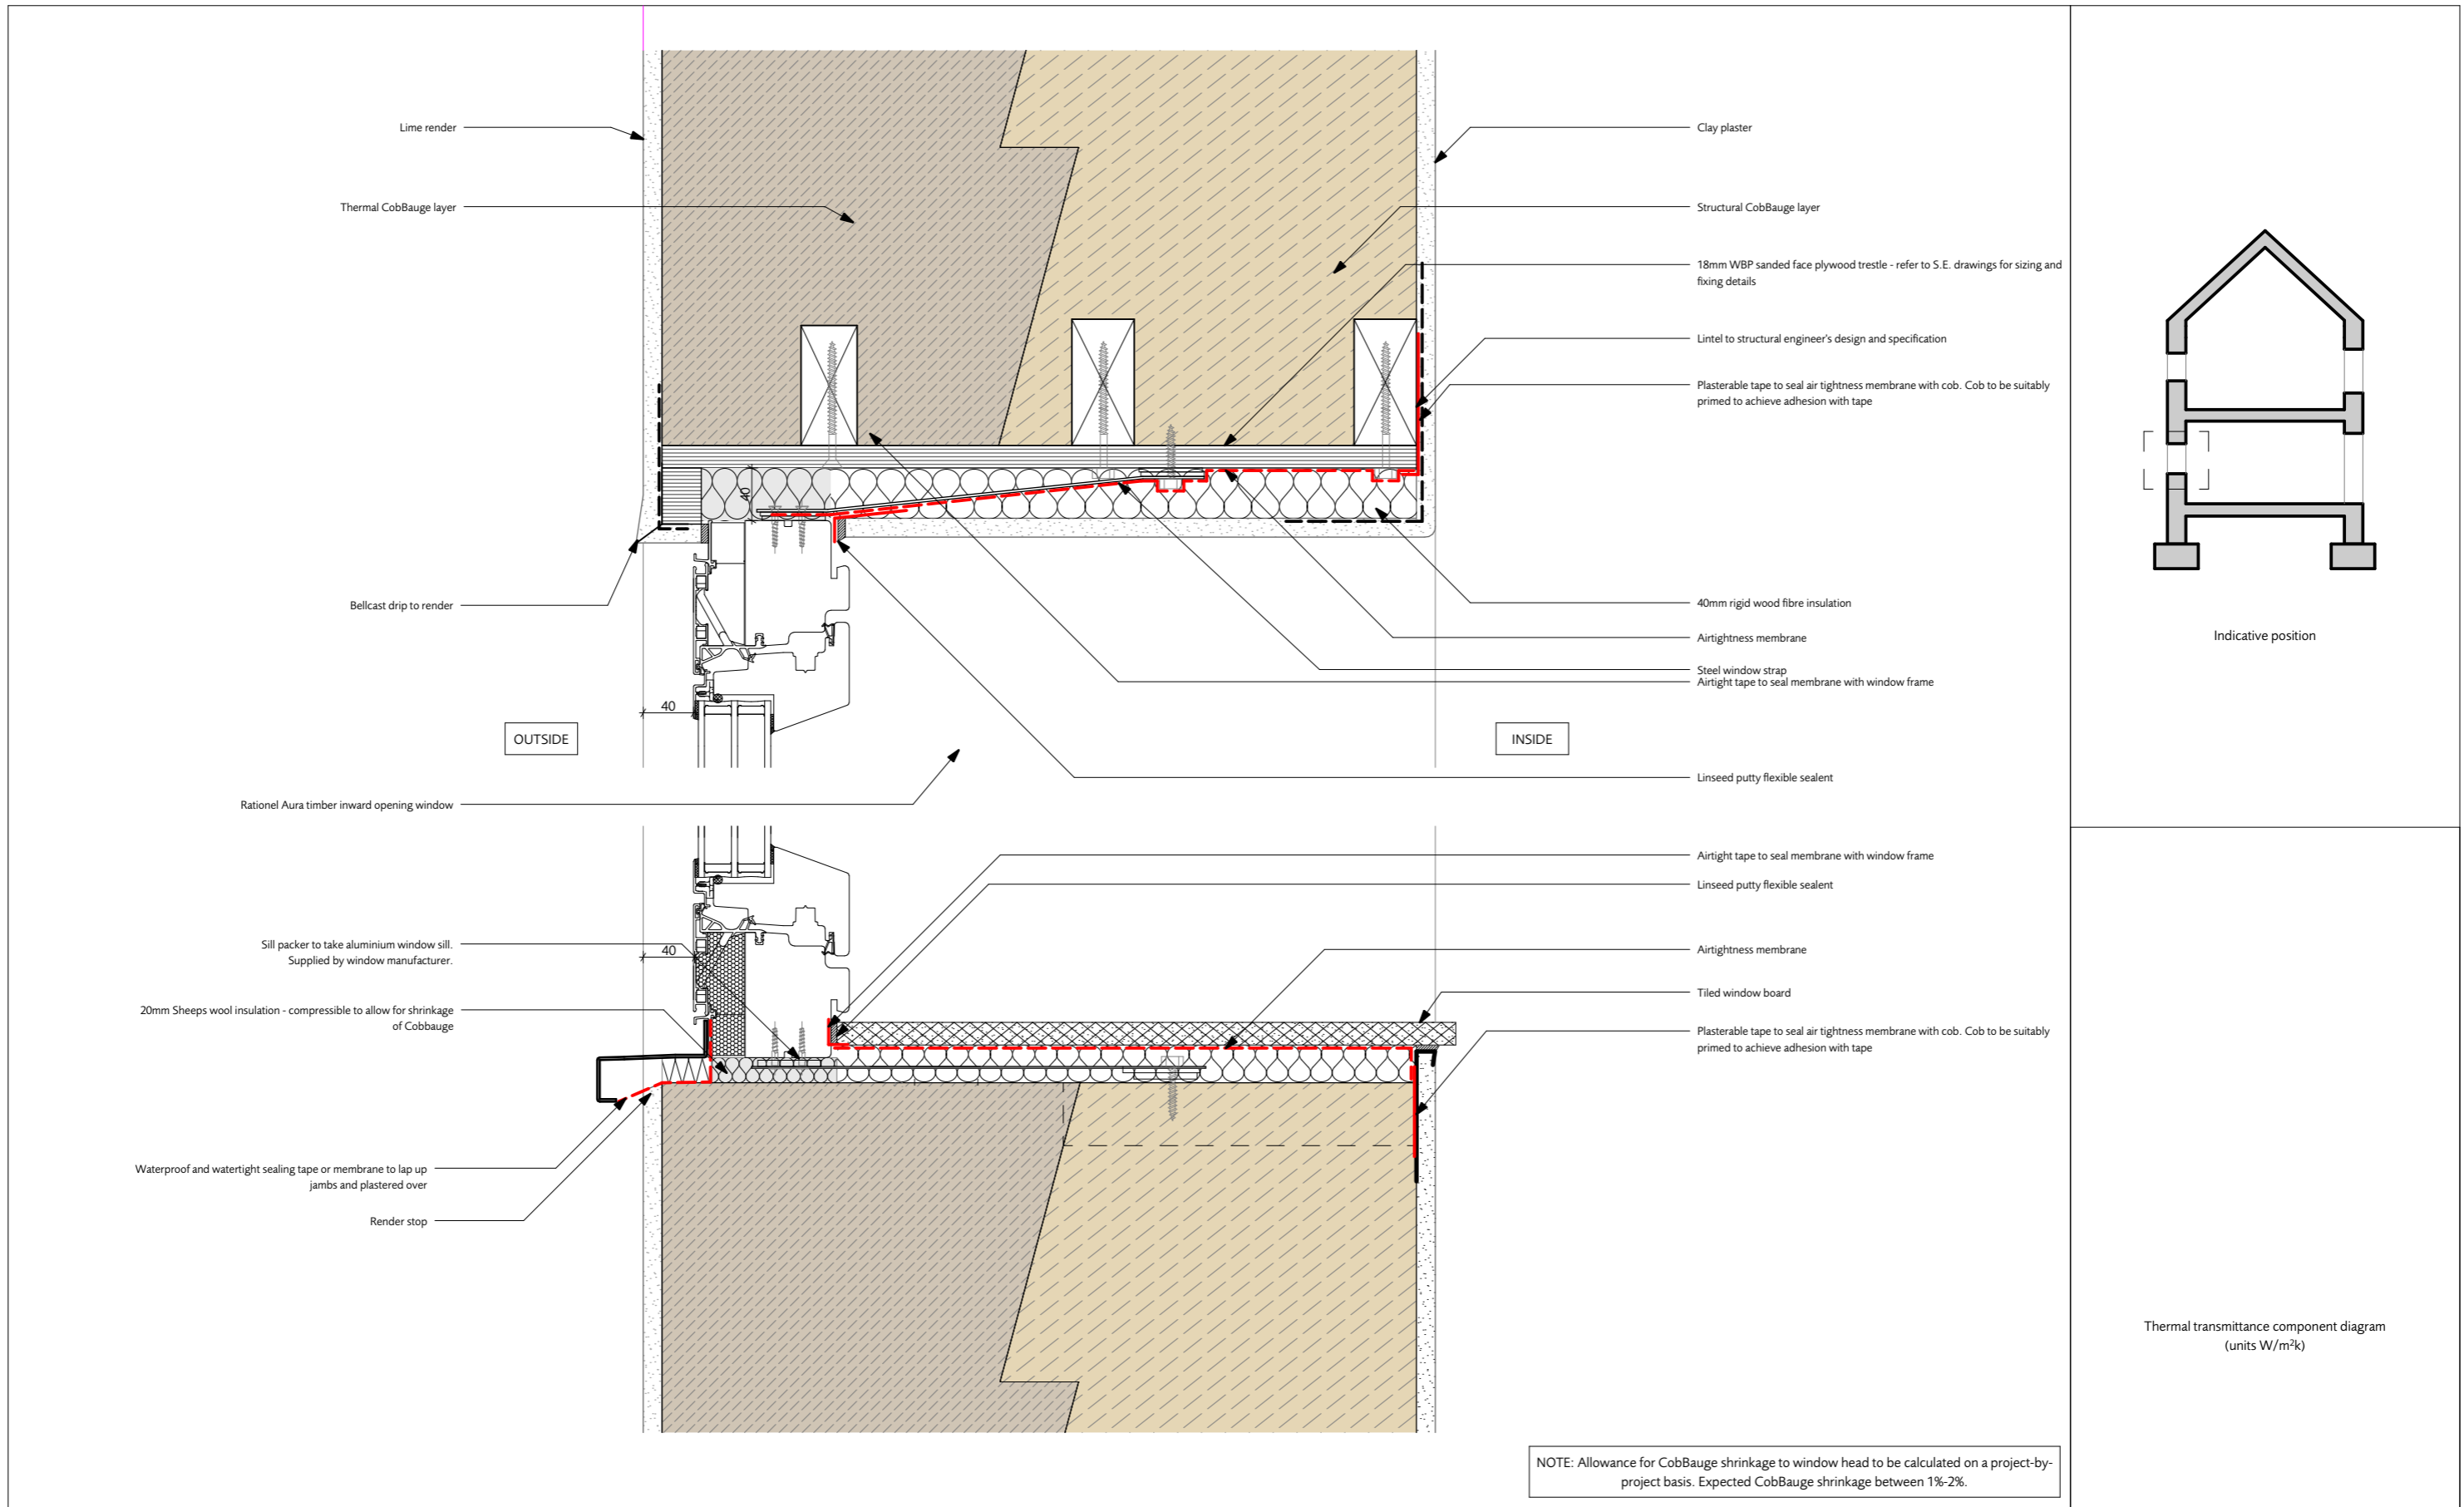 Lime render
Thermal CobBauge layer
Bellcast drip to render
OUTSIDE
Rationel Aura timber inward opening window
Sill packer to take aluminium window sill.
Supplied by window manufacturer.
20mm Sheeps wool insulation - compressible to allow for shrinkage
of Cobbauge
Waterproof and watertight sealing tape or membrane to lap up
jambs and plastered over
Render stop
40
40
40
Clay plaster
Structural CobBauge layer
18mm WBP sanded face plywood trestle - refer to S.E. drawings for sizing and
fixing details
Lintel to structural engineer's design and specification
Plasterable tape to seal air tightness membrane with cob. Cob to be suitably
primed to achieve adhesion with tape
40mm rigid wood fibre insulation
Airtightness membrane
Steel window strap
Airtight tape to seal membrane with window frame
INSIDE
Linseed putty flexible sealent
Airtight tape to seal membrane with window frame
Linseed putty flexible sealent
Airtightness membrane
Tiled window board
Plasterable tape to seal air tightness membrane with cob. Cob to be suitably
primed to achieve adhesion with tape
NOTE: Allowance for CobBauge shrinkage to window head to be calculated on a project-by-
project basis. Expected CobBauge shrinkage between 1%-2%.
Indicative position
Thermal transmittance component diagram
(units W/m²k)